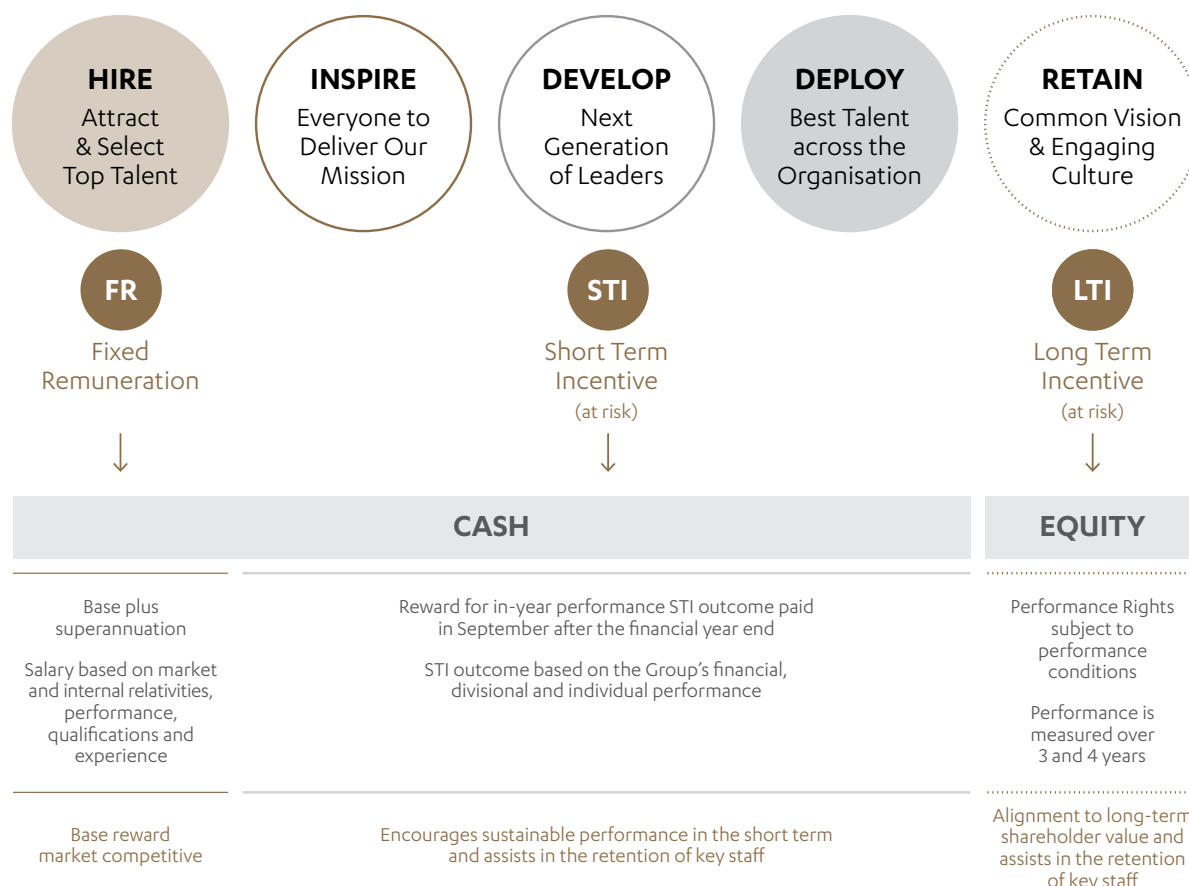 HIRE
Attract
& Select
Top Talent
INSPIRE
Everyone to
Deliver Our
Mission
DEVELOP
Next
Generation
of Leaders
DEPLOY
Best Talent
across the
Organisation
RETAIN
Common Vision
& Engaging
Culture
FR
Fixed
Remuneration
STI
Short Term
Incentive
(at risk)
LTI
Long Term
Incentive
(at risk)
CASH
EQUITY
Base plus
superannuation
Salary based on market
and internal relativities,
performance,
qualifications and
experience
Reward for in-year performance STI outcome paid
in September after the financial year end
STI outcome based on the Group's financial,
divisional and individual performance
Performance Rights
subject to
performance
conditions
Performance is
measured over
3 and 4 years
Base reward
market competitive
Encourages sustainable performance in the short term
and assists in the retention of key staff
Alignment to long-term
shareholder value and
assists in the retention
of key staff